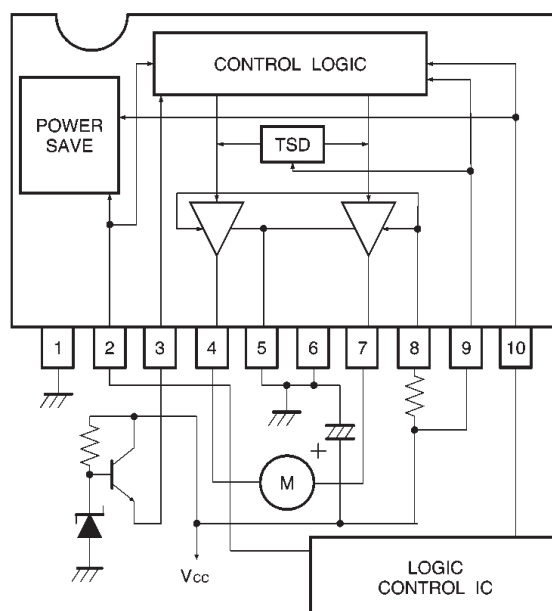 CONTROL LOGIC
POWER
SAVE
TSD
1 2 3 4 5 6 7 8 9 10
+
M
Vcc
LOGIC
CONTROL IC